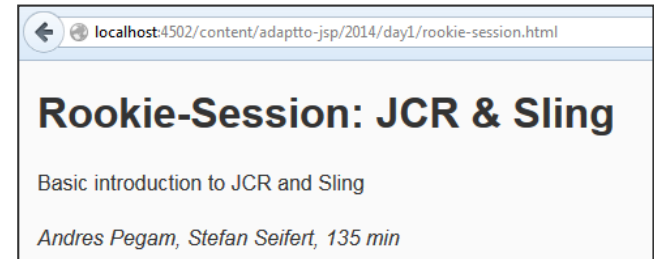 localhost:4502/content/adaptto-jsp/2014/day1/rookie-session.html
Rookie-Session: JCR & Sling
Basic introduction to JCR and Sling
Andres Pegam, Stefan Seifert, 135 min